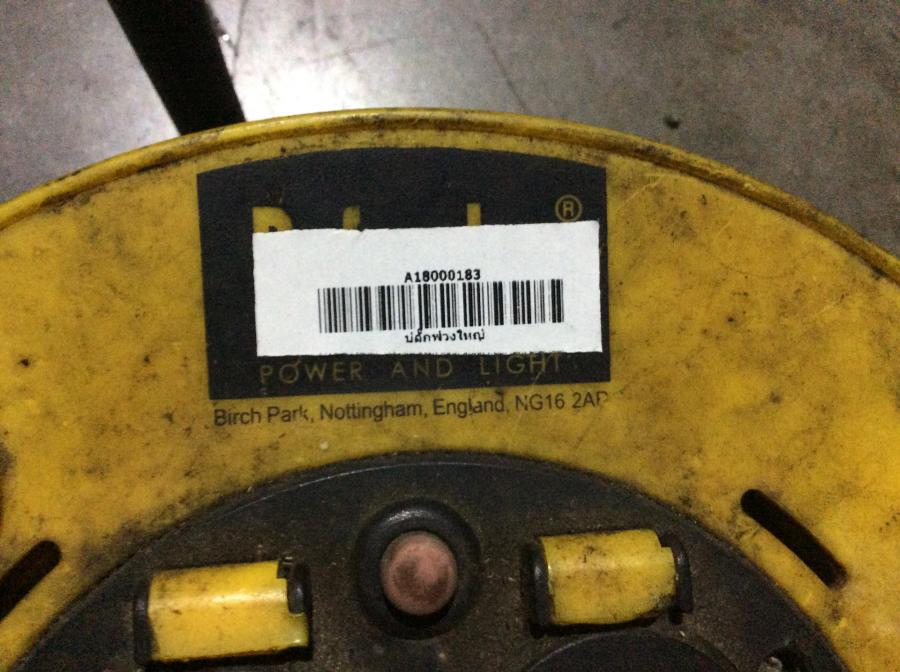 ®
A18000183
ปลั๊กพ่วงใหญ่
POWER AND LIGHT
Birch Park, Nottingham, England, NG16 2AP